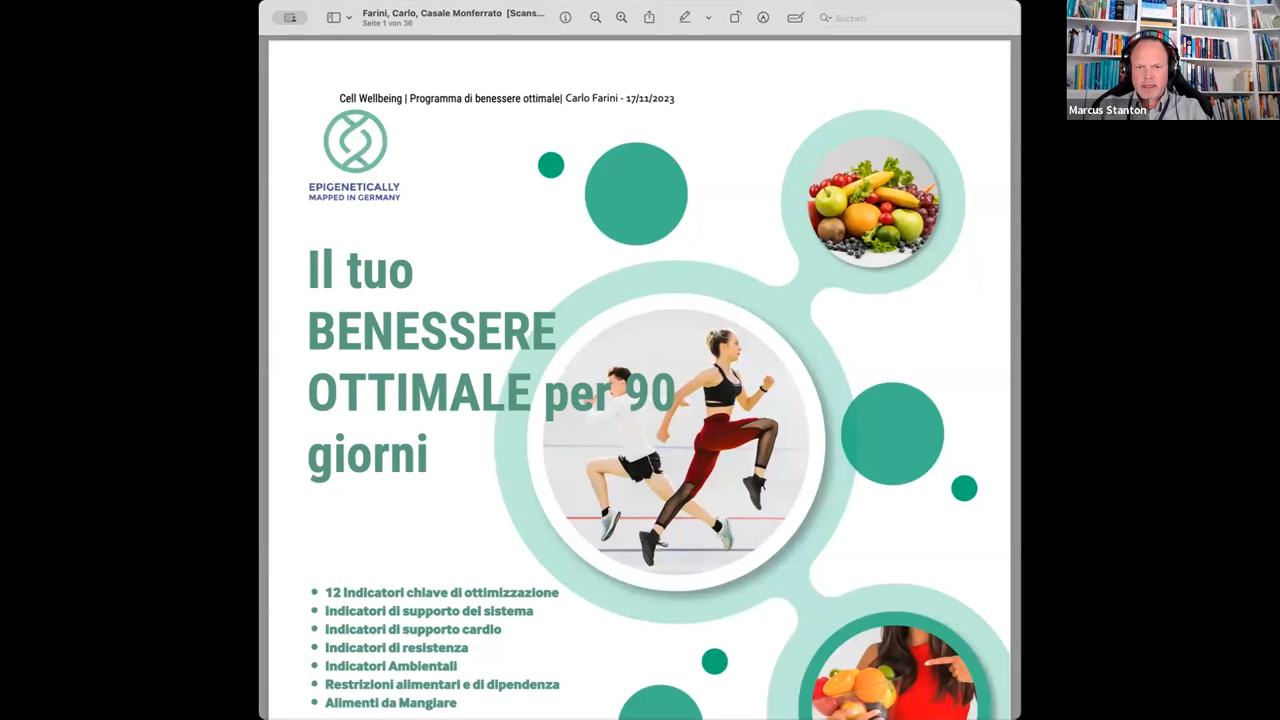 Farini, Carlo, Casale Monferrato [Scans...
Seite 1 von 36
Suchen
Marcus Stanton
Cell Wellbeing | Programma di benessere ottimale| Carlo Farini - 17/11/2023
EPIGENETICALLY
MAPPED IN GERMANY
Il tuo
BENESSERE
OTTIMALE per 90
giorni
• 12 Indicatori chiave di ottimizzazione
• Indicatori di supporto del sistema
• Indicatori di supporto cardio
• Indicatori di resistenza
• Indicatori Ambientali
• Restrizioni alimentari e di dipendenza
• Alimenti da Mangiare